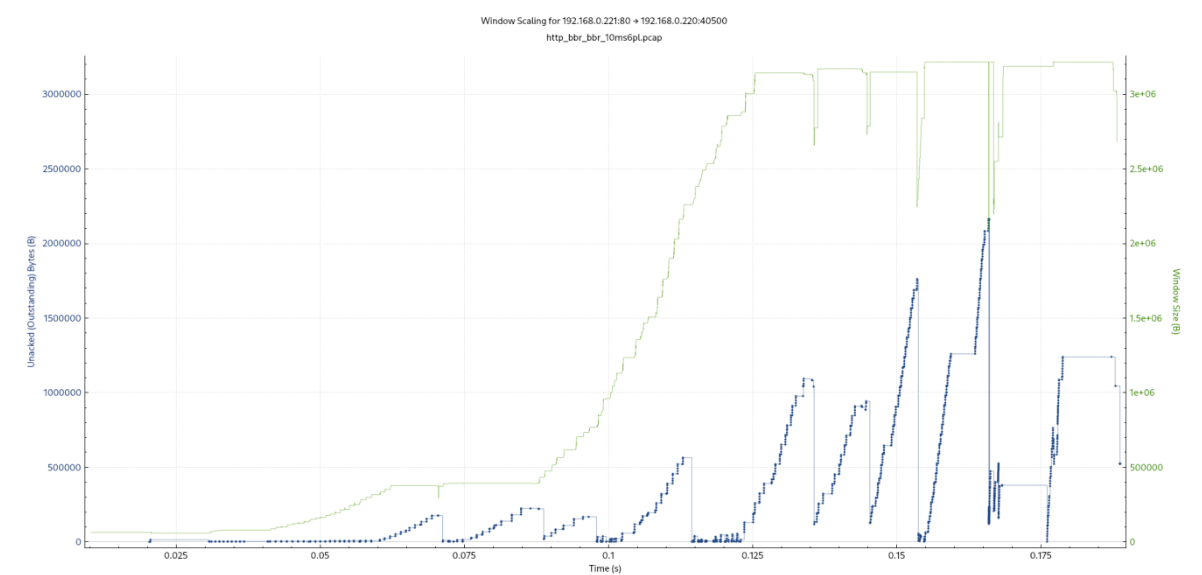 Window Scaling for 192.168.0.221:80 → 192.168.0.220:40500
http_bbr_bbr_10ms6pl.pcap
3000000
2500000
2000000
1500000
1000000
500000
0
Unacked (Outstanding) Bytes (B)
3e+06
2.5e+06
2e+06
1.5e+06
1e+06
500000
0
Window Size (B)
0.025
0.05
0.075
0.1
0.125
0.15
0.175
Time (s)